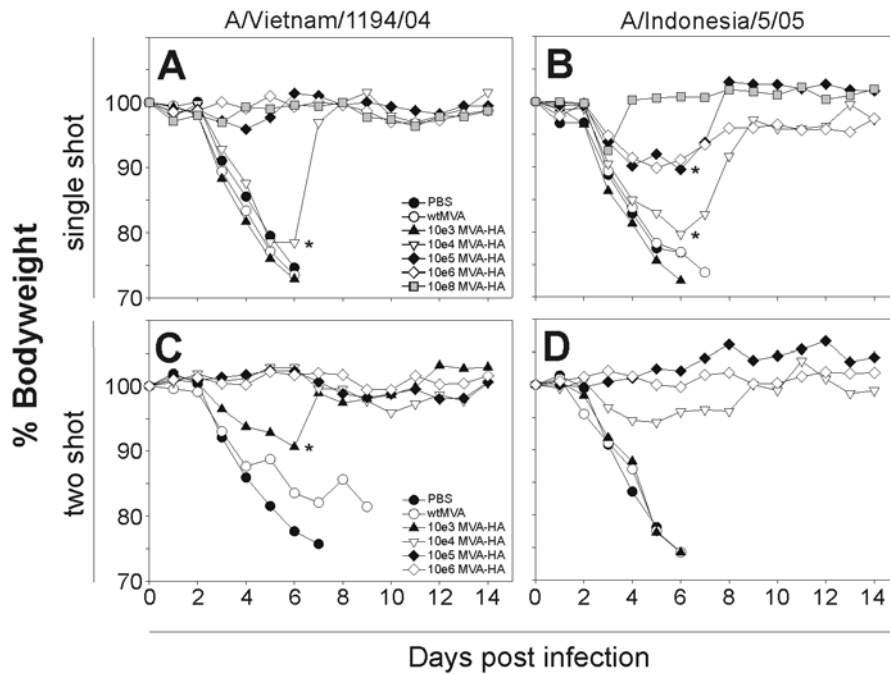 A/Vietnam/1194/04
A/Indonesia/5/05
% Bodyweight
single shot
two shot
A
100
90
80
70
*
PBS
wtMVA
10e3 MVA-HA
10e4 MVA-HA
10e5 MVA-HA
10e6 MVA-HA
10e8 MVA-HA
B
*
*
C
100
90
80
70
*
PBS
wtMVA
10e3 MVA-HA
10e4 MVA-HA
10e5 MVA-HA
10e6 MVA-HA
0 2 4 6 8 10 12 14
D
0 2 4 6 8 10 12 14
Days post infection